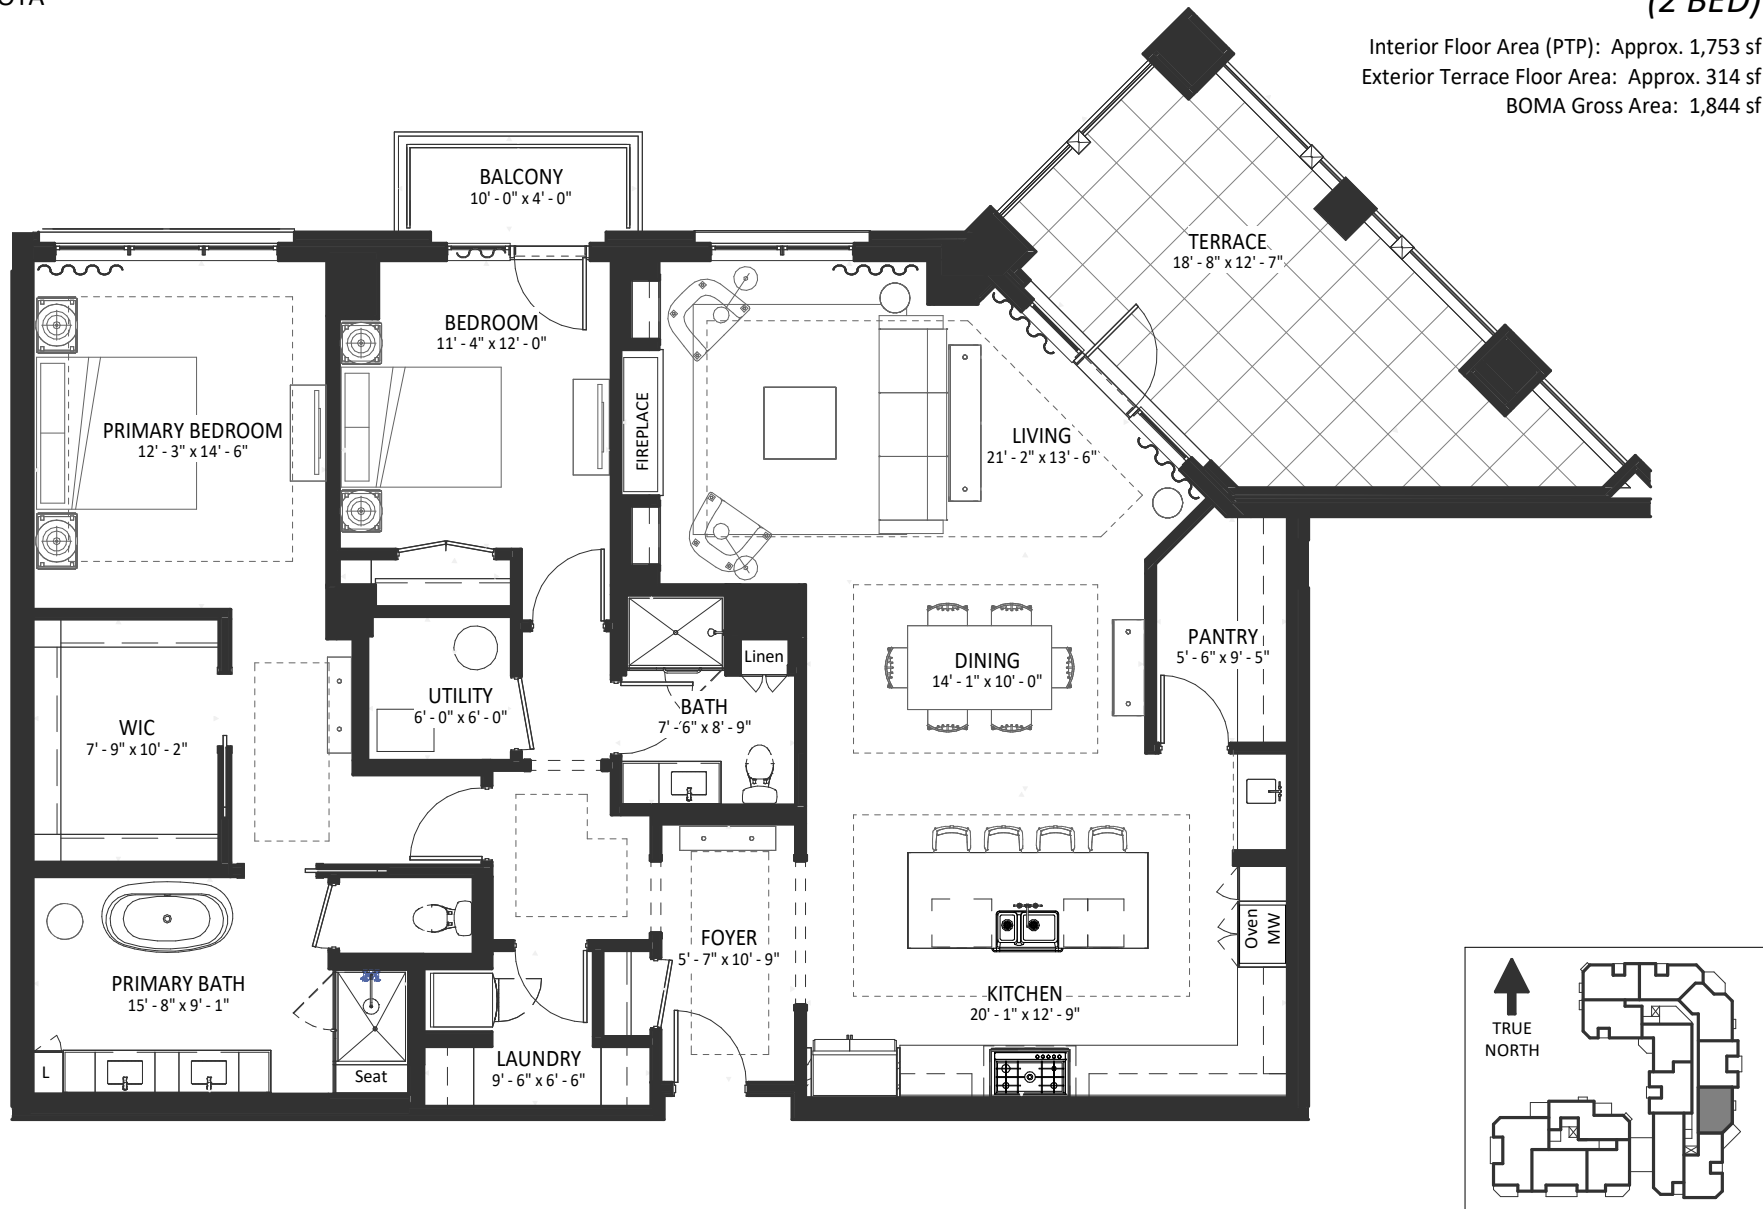 (2 BED)
Interior Floor Area (PTP): Approx. 1,753 sf
Exterior Terrace Floor Area: Approx. 314 sf
BOMA Gross Area: 1,844 sf
BALCONY
10' - 0" x 4' - 0"
TERRACE
18' - 8" x 12' - 7"
BEDROOM
11' - 4" x 12' - 0"
PRIMARY BEDROOM
12' - 3" x 14' - 6"
FIREPLACE
LIVING
21' - 2" x 13' - 6"
PANTRY
5' - 6" x 9' - 5"
Linen
DINING
14' - 1" x 10' - 0"
UTILITY
6' - 0" x 6' - 0"
BATH
7' - 6" x 8' - 9"
WIC
7' - 9" x 10' - 2"
Oven
MW
FOYER
5' - 7" x 10' - 9"
PRIMARY BATH
15' - 8" x 9' - 1"
KITCHEN
20' - 1" x 12' - 9"
L
Seat
LAUNDRY
9' - 6" x 6' - 6"
TRUE
NORTH